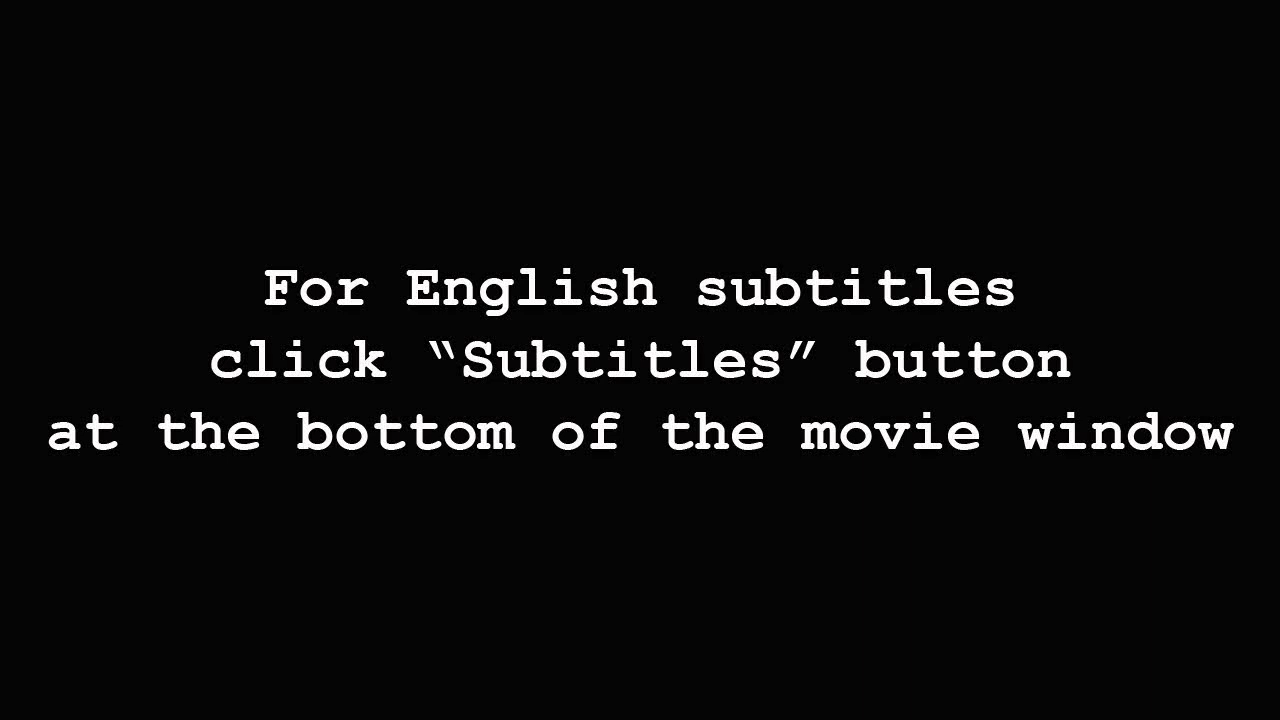 For English subtitles
click “Subtitles” button
at the bottom of the movie window